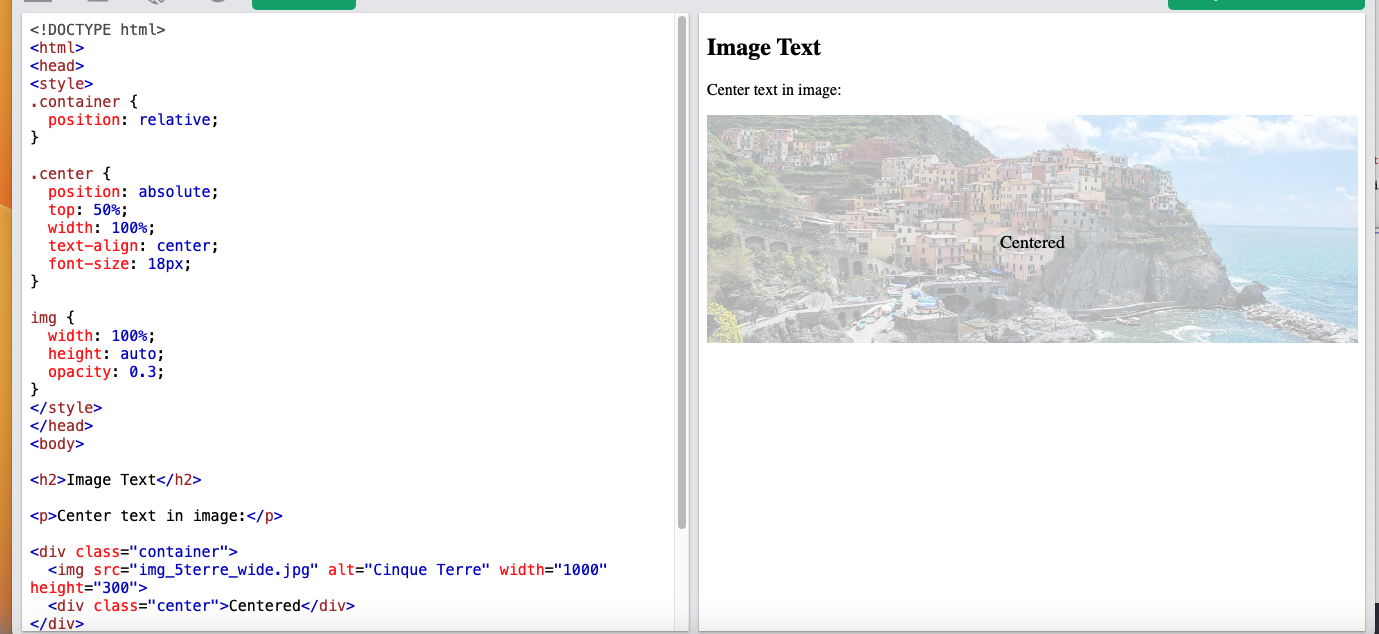 <!DOCTYPE html>
<html>
<head>
<style>
.container {
  position: relative;
}

.center {
  position: absolute;
  top: 50%;
  width: 100%;
  text-align: center;
  font-size: 18px;
}

img {
  width: 100%;
  height: auto;
  opacity: 0.3;
}
</style>
</head>
<body>

<h2>Image Text</h2>

<p>Center text in image:</p>

<div class="container">
  <img src="img_5terre_wide.jpg" alt="Cinque Terre" width="1000"
height="300">
  <div class="center">Centered</div>
</div>
Image Text
Center text in image:
Centered